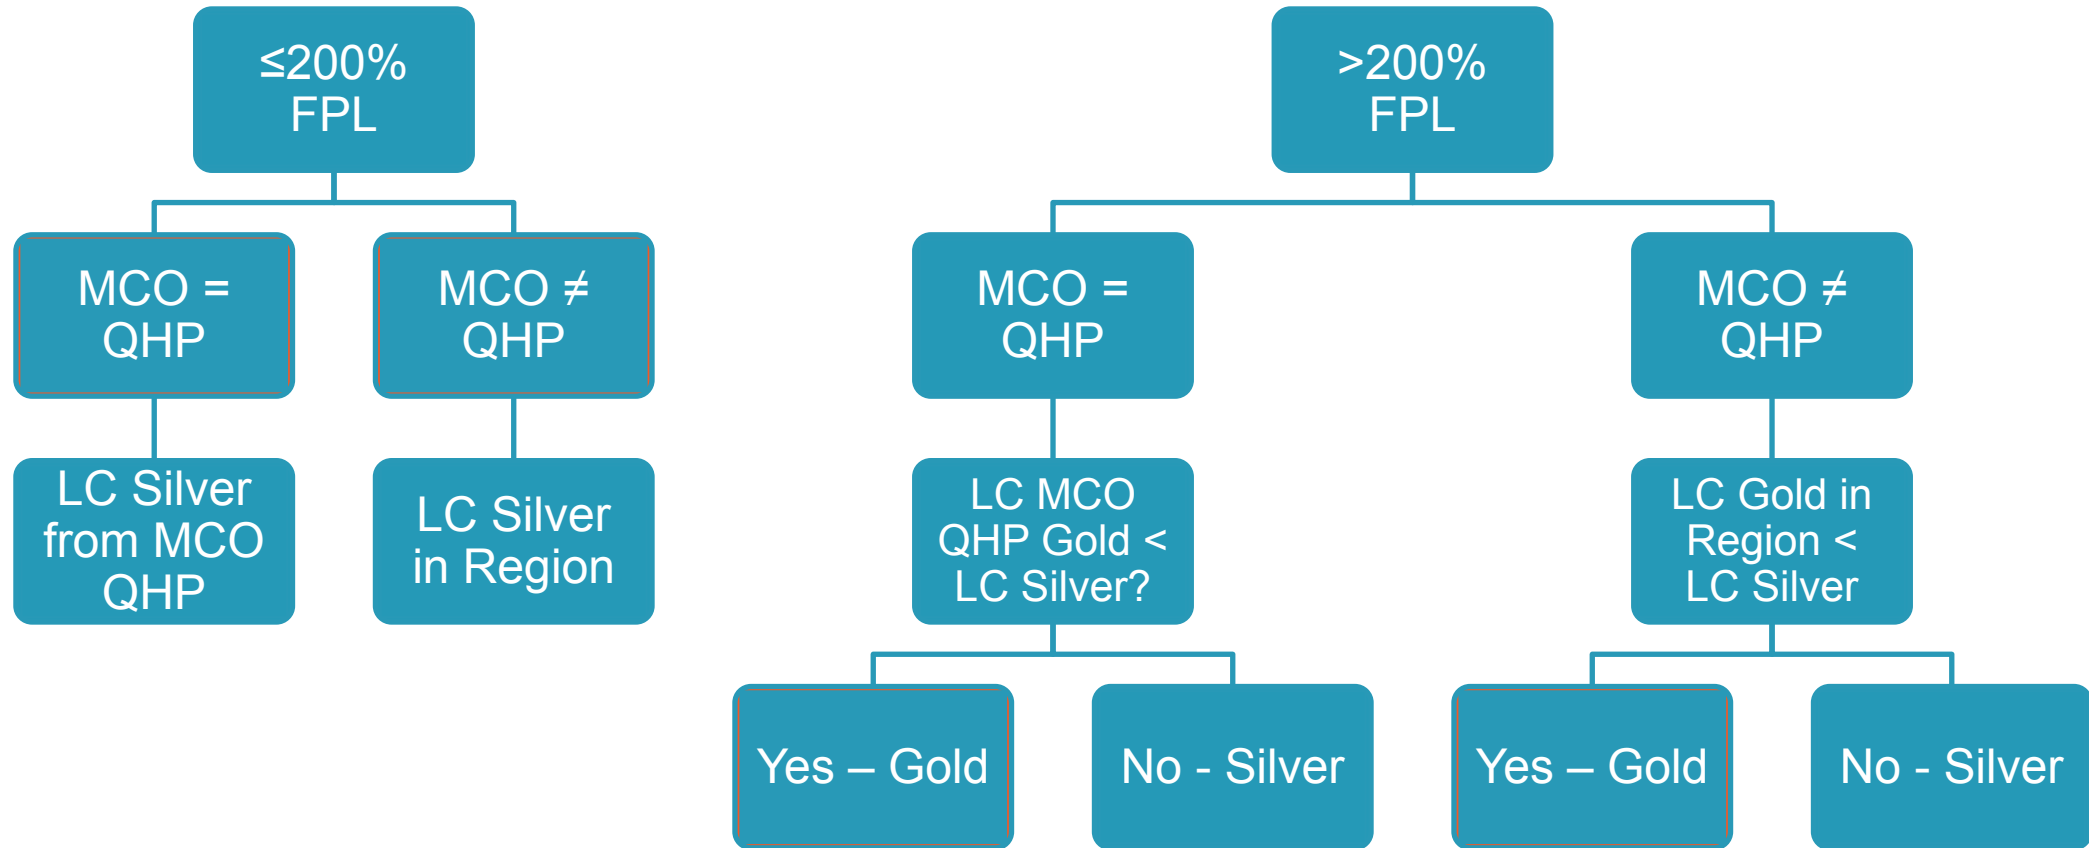 ≤200%
FPL
>200%
FPL
MCO =
QHP
MCO ≠
QHP
MCO =
QHP
MCO ≠
QHP
LC Silver
from MCO
QHP
LC Silver
in Region
LC MCO
QHP Gold <
LC Silver?
LC Gold in
Region <
LC Silver
Yes – Gold
No - Silver
Yes – Gold
No - Silver